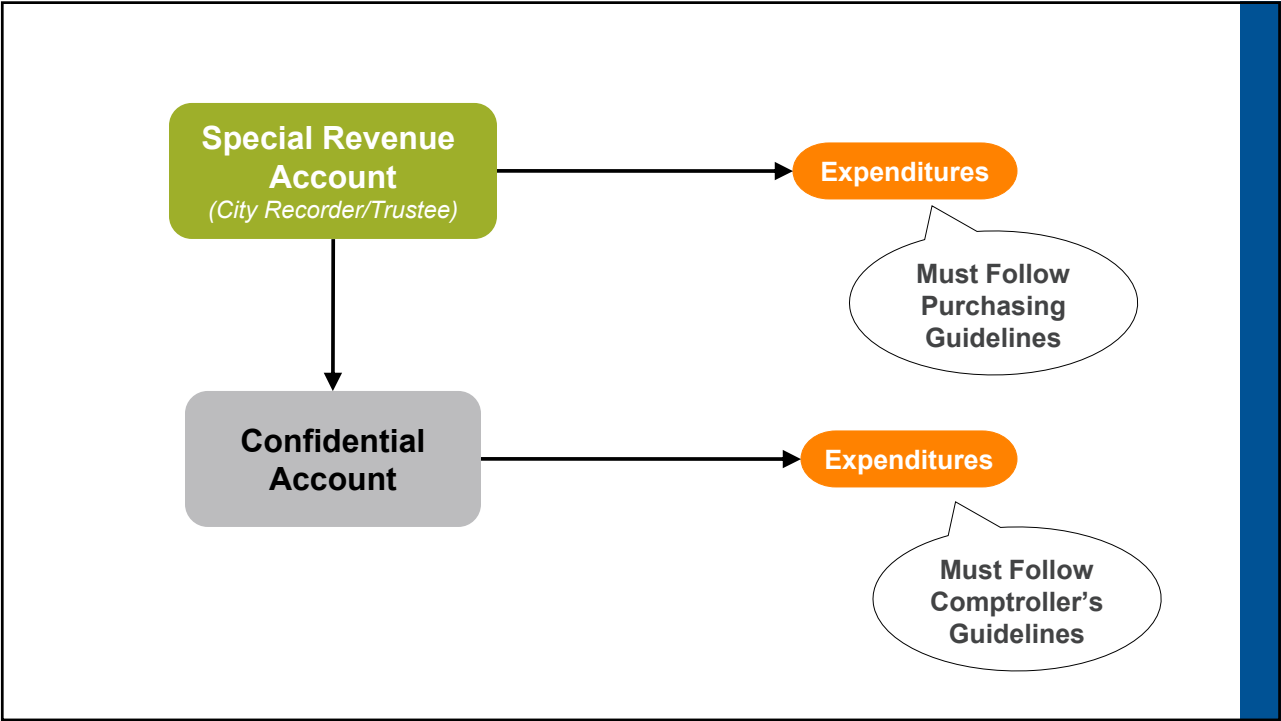 Special Revenue
Account
(City Recorder/Trustee)
Expenditures
Must Follow
Purchasing
Guidelines
Confidential
Account
Expenditures
Must Follow
Comptroller’s
Guidelines